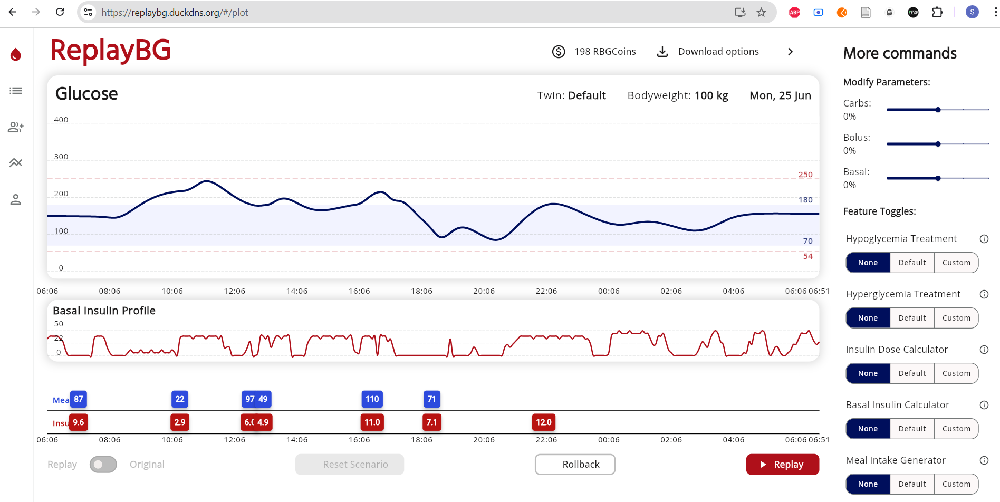 https://replaybg.duckdns.org/#/plot
ABP
FMG
S
ReplayBG
198 RBGCoins
Download options
More commands
Glucose
Twin: Default
Bodyweight: 100 kg
Mon, 25 Jun
400
300
250
200
180
100
70
54
0
06:06 08:06 10:06 12:06 14:06 16:06 18:06 20:06 22:06 00:06 02:06 04:06 06:06 06:51
Basal Insulin Profile
50
0
Mea 87 22 97 49 110 71
Insu 9.6 2.9 4.9 11.0 7.1 12.0
06:06 08:06 10:06 12:06 14:06 16:06 18:06 20:06 22:06 00:06 02:06 04:06 06:06 06:51
Replay
Original
Reset Scenario
Rollback
Replay
Modify Parameters:
Carbs:
0%
Bolus:
0%
Basal:
0%
Feature Toggles:
Hypoglycemia Treatment
None Default Custom
Hyperglycemia Treatment
None Default Custom
Insulin Dose Calculator
None Default Custom
Basal Insulin Calculator
None Default Custom
Meal Intake Generator
None Default Custom